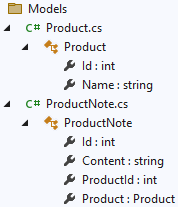 Models
C# Product.cs
Product
Id : int
Name : string
C# ProductNote.cs
ProductNote
Id : int
Content : string
ProductId : int
Product : Product